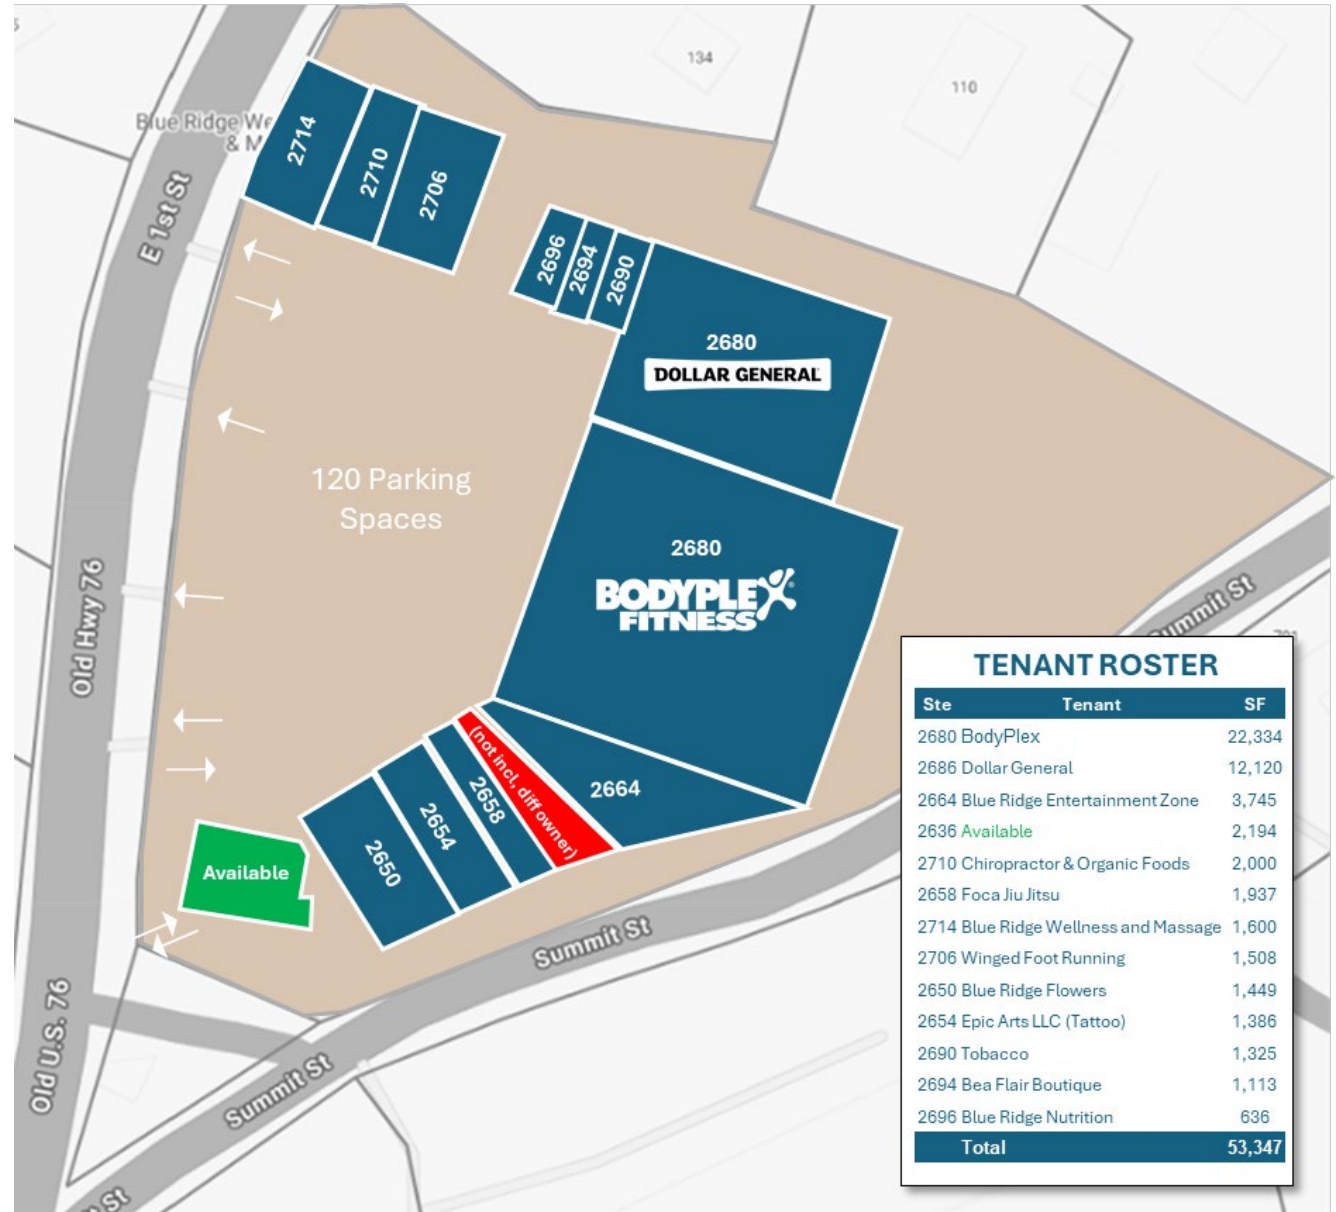 134
110
Blue Ridge We
& M
E 1st St
2714
2710
2706
2696
2694
2690
2680
DOLLAR GENERAL
120 Parking
Spaces
2680
BODYPLEX
FITNESS
Old Hwy 76
Summit St
2664
(not incl, diff owner)
2658
2654
2650
Available
Summit St
Old U.S. 76
Summit St
it St
TENANT ROSTER
Ste Tenant SF
2680 BodyPlex 22,334
2686 Dollar General 12,120
2664 Blue Ridge Entertainment Zone 3,745
2636 Available 2,194
2710 Chiropractor & Organic Foods 2,000
2658 Foca Jiu Jitsu 1,937
2714 Blue Ridge Wellness and Massage 1,600
2706 Winged Foot Running 1,508
2650 Blue Ridge Flowers 1,449
2654 Epic Arts LLC (Tattoo) 1,386
2690 Tobacco 1,325
2694 Bea Flair Boutique 1,113
2696 Blue Ridge Nutrition 636
Total 53,347